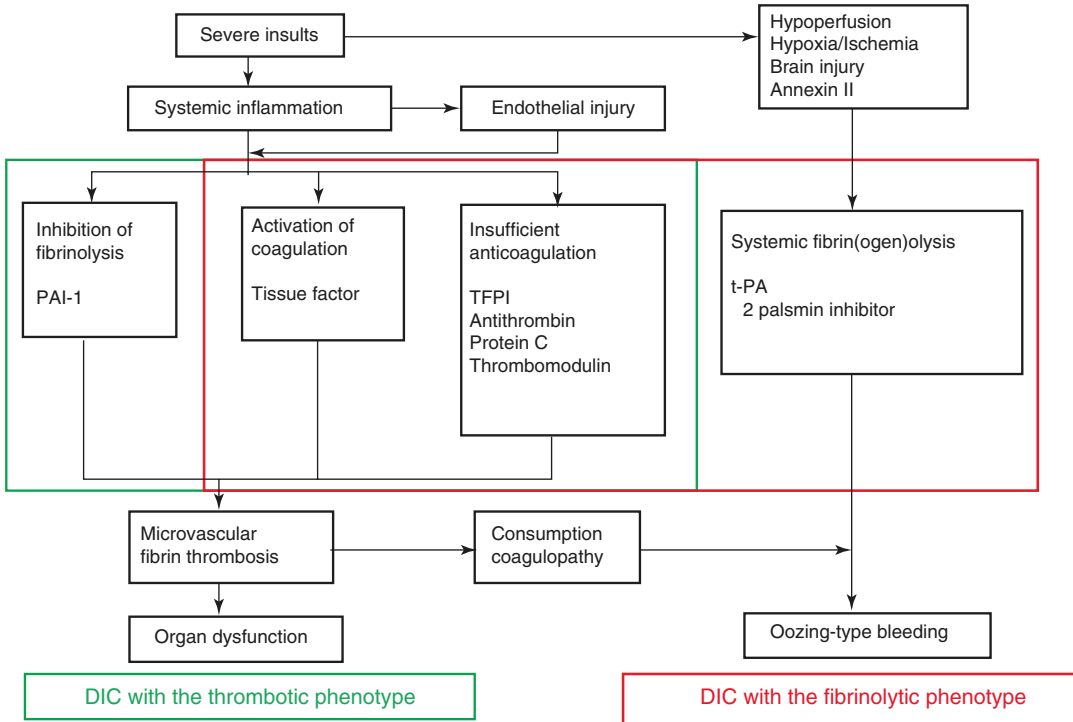 Severe insults
Hypoperfusion
Hypoxia/Ischemia
Brain injury
Annexin II
Systemic inflammation
Endothelial injury
Inhibition of
fibrinolysis
PAI-1
Activation of
coagulation
Tissue factor
Insufficient
anticoagulation
TFPI
Antithrombin
Protein C
Thrombomodulin
Systemic fibrin(ogen)olysis
t-PA
2 palsmin inhibitor
Microvascular
fibrin thrombosis
Consumption
coagulopathy
Organ dysfunction
Oozing-type bleeding
DIC with the thrombotic phenotype
DIC with the fibrinolytic phenotype